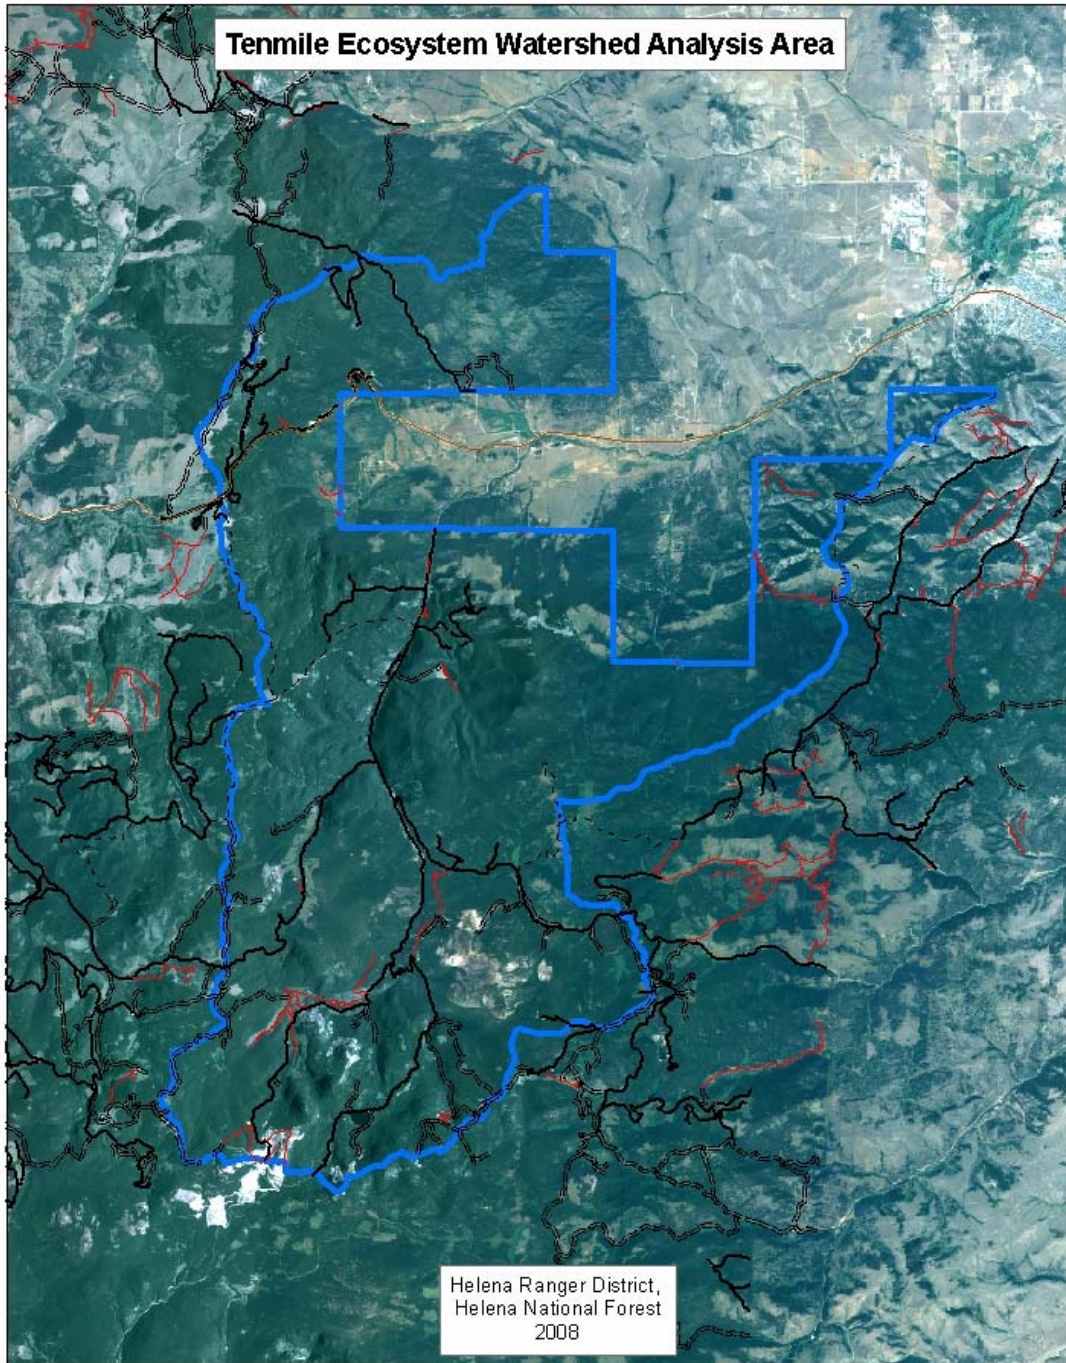 Tenmile Ecosystem Watershed Analysis Area
Helena Ranger District,
Helena National Forest
2008